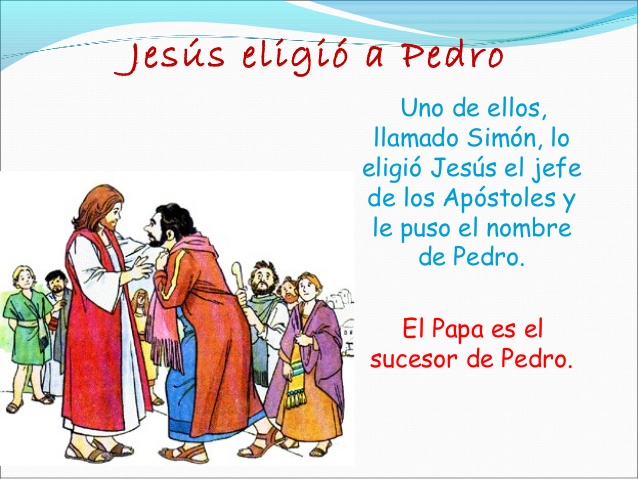 Jesús eligió a Pedro
Uno de ellos,
llamado Simón, lo
eligió Jesús el jefe
de los Apóstoles y
le puso el nombre
de Pedro.
El Papa es el
sucesor de Pedro.